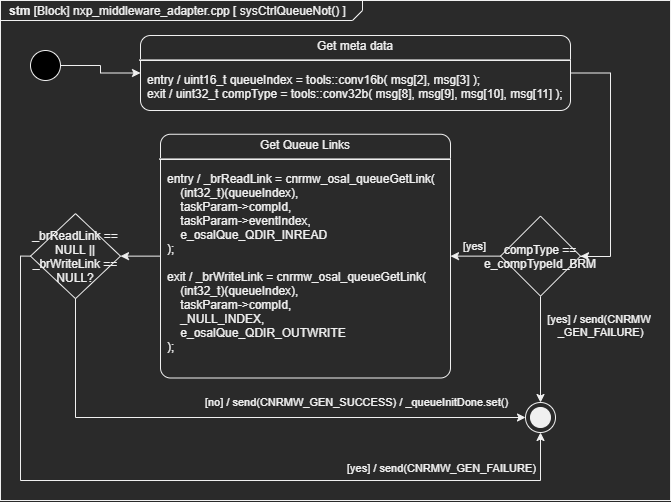 stm [Block] nxp_middleware_adapter.cpp [ sysCtrlQueueNot() ]
Get meta data
entry / uint16_t queueIndex = tools::conv16b( msg[2], msg[3] );
exit / uint32_t compType = tools::conv32b( msg[8], msg[9], msg[10], msg[11] );
Get Queue Links
entry / _brReadLink = cnrmw_osal_queueGetLink(
(int32_t)(queueIndex),
taskParam->compId,
taskParam->eventIndex,
e_osalQue_QDIR_INREAD
);
exit / _brWriteLink = cnrmw_osal_queueGetLink(
(int32_t)(queueIndex),
taskParam->compId,
_NULL_INDEX,
e_osalQue_QDIR_OUTWRITE
);
_brReadLink ==
NULL ||
_brWriteLink ==
NULL?
[yes]
compType ==
e_compTypeId_BRM
[yes] / send(CNRMW
_GEN_FAILURE)
[no] / send(CNRMW_GEN_SUCCESS) / _queueInitDone.set()
[yes] / send(CNRMW_GEN_FAILURE)